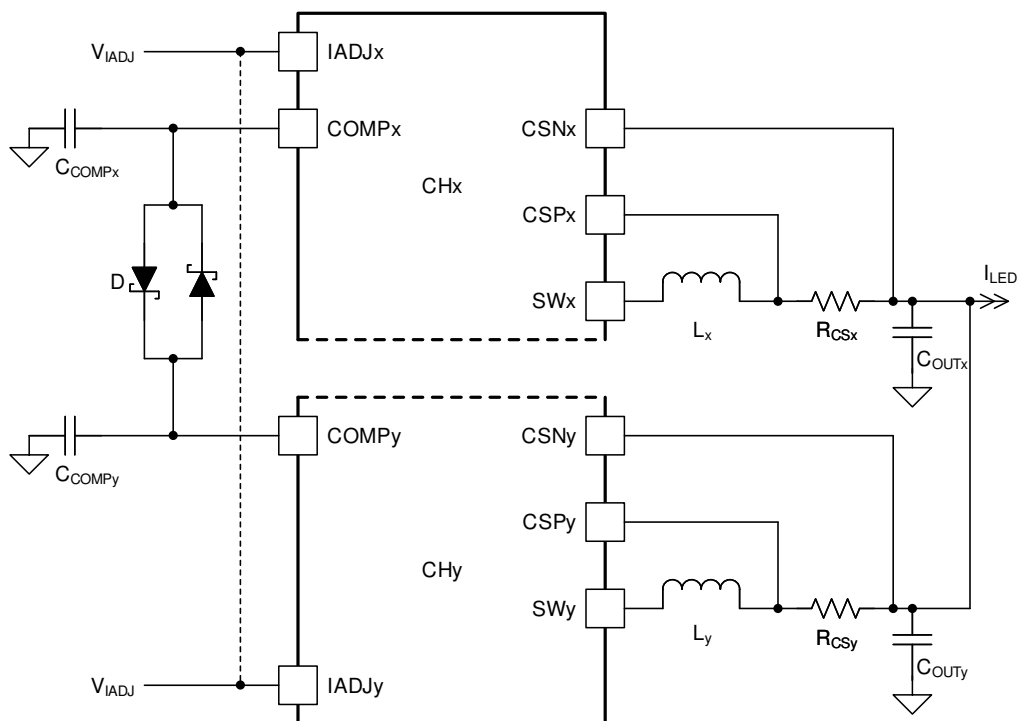 V_IADJ
IADJx
COMPx
C_COMPx
CHx
CSNx
CSPx
SWx
L_x
R_CSx
C_OUTx
I_LED
D
COMPy
C_COMPy
CHy
CSNy
CSPy
SWy
L_y
R_CSy
C_OUTy
V_IADJ
IADJy